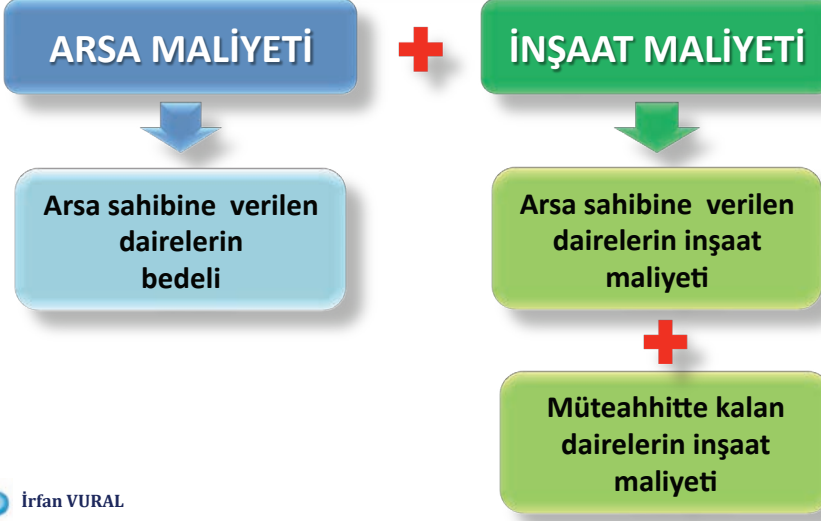 ARSA MALİYETİ
İNŞAAT MALİYETİ
Arsa sahibine verilen
dairelerin
bedeli
Arsa sahibine verilen
dairelerin inşaat
maliyeti
Müteahhitte kalan
dairelerin inşaat
maliyeti
İrfan VURAL